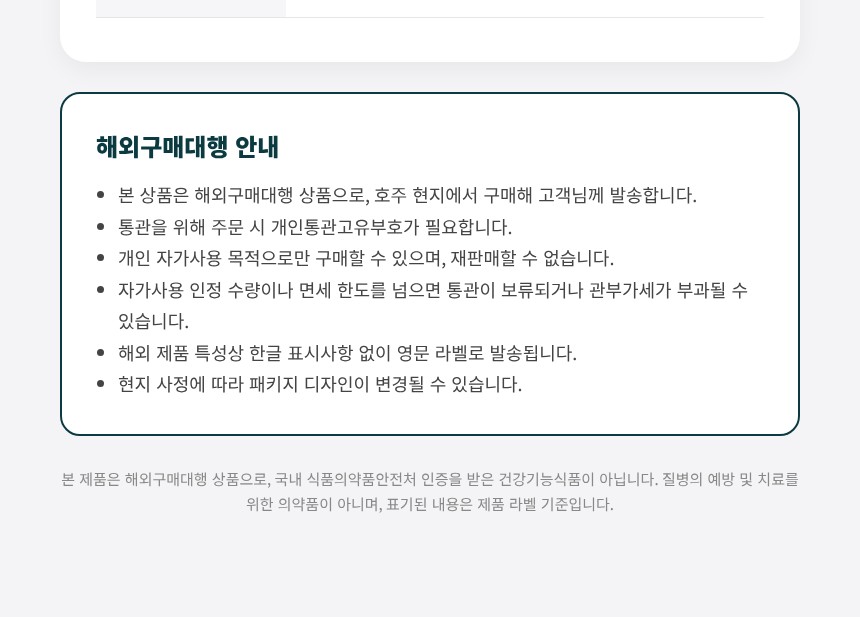 해외구매대행 안내
본 상품은 해외구매대행 상품으로, 호주 현지에서 구매해 고객님께 발송합니다.
통관을 위해 주문 시 개인통관고유부호가 필요합니다.
개인 자가사용 목적으로만 구매할 수 있으며, 재판매할 수 없습니다.
자가사용 인정 수량이나 면세 한도를 넘으면 통관이 보류되거나 관부가세가 부과될 수
있습니다.
해외 제품 특성상 한글 표시사항 없이 영문 라벨로 발송됩니다.
현지 사정에 따라 패키지 디자인이 변경될 수 있습니다.
본 제품은 해외구매대행 상품으로, 국내 식품의약품안전처 인증을 받은 건강기능식품이 아닙니다. 질병의 예방 및 치료를
위한 의약품이 아니며, 표기된 내용은 제품 라벨 기준입니다.